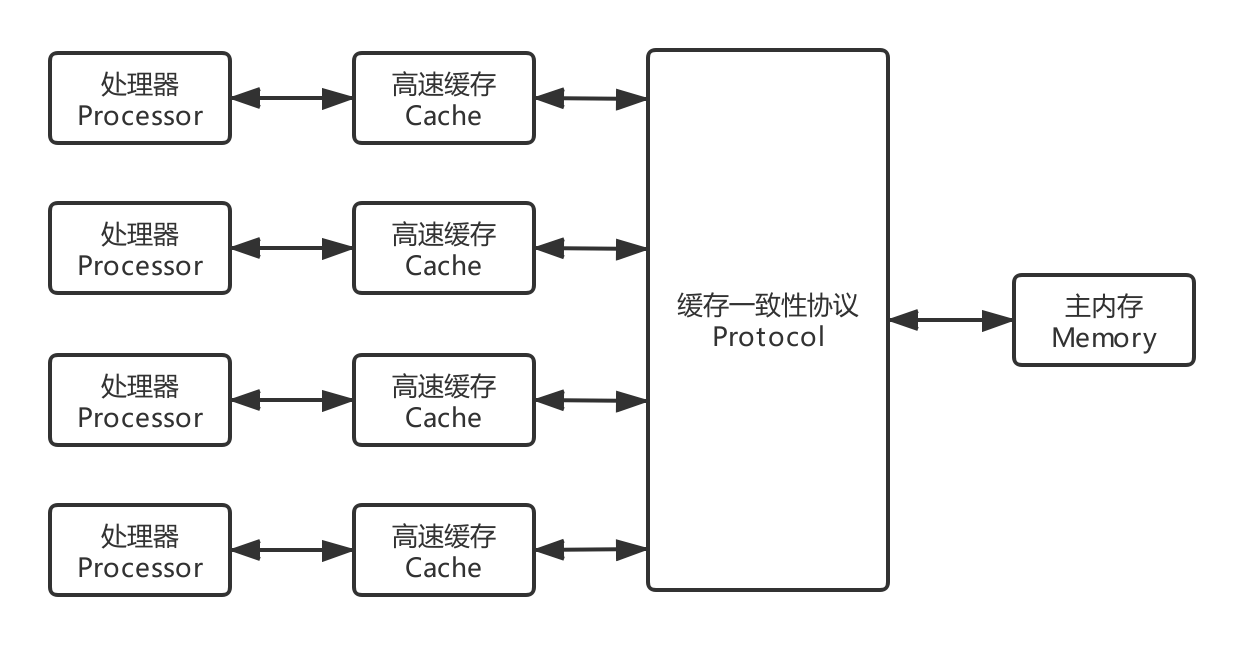 处理器
Processor
高速缓存
Cache
处理器
Processor
高速缓存
Cache
处理器
Processor
高速缓存
Cache
处理器
Processor
高速缓存
Cache
缓存一致性协议
Protocol
主内存
Memory